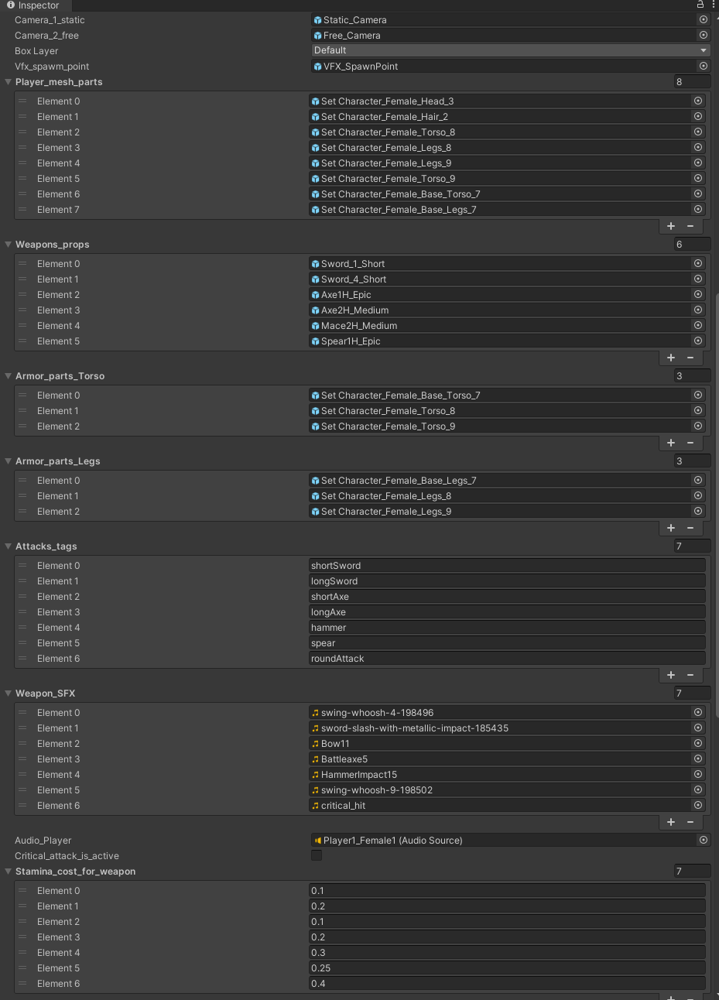 Inspector
Camera_1_static Static_Camera
Camera_2_free Free_Camera
Box Layer Default
Vfx_spawm_point VFX_SpawnPoint
Player_mesh_parts 8
Element 0 Set Character_Female_Head_3
Element 1 Set Character_Female_Hair_2
Element 2 Set Character_Female_Torso_8
Element 3 Set Character_Female_Legs_8
Element 4 Set Character_Female_Legs_9
Element 5 Set Character_Female_Torso_9
Element 6 Set Character_Female_Base_Torso_7
Element 7 Set Character_Female_Base_Legs_7
+ −
Weapons_props 6
Element 0 Sword_1_Short
Element 1 Sword_4_Short
Element 2 Axe1H_Epic
Element 3 Axe2H_Medium
Element 4 Mace2H_Medium
Element 5 Spear1H_Epic
+ −
Armor_parts_Torso 3
Element 0 Set Character_Female_Base_Torso_7
Element 1 Set Character_Female_Torso_8
Element 2 Set Character_Female_Torso_9
+ −
Armor_parts_Legs 3
Element 0 Set Character_Female_Base_Legs_7
Element 1 Set Character_Female_Legs_8
Element 2 Set Character_Female_Legs_9
+ −
Attacks_tags 7
Element 0 shortSword
Element 1 longSword
Element 2 shortAxe
Element 3 longAxe
Element 4 hammer
Element 5 spear
Element 6 roundAttack
+ −
Weapon_SFX 7
Element 0 swing-whoosh-4-198496
Element 1 sword-slash-with-metallic-impact-185435
Element 2 Bow11
Element 3 Battleaxe5
Element 4 HammerImpact15
Element 5 swing-whoosh-9-198502
Element 6 critical_hit
+ −
Audio_Player Player1_Female1 (Audio Source)
Critical_attack_is_active
Stamina_cost_for_weapon 7
Element 0 0.1
Element 1 0.2
Element 2 0.1
Element 3 0.2
Element 4 0.3
Element 5 0.25
Element 6 0.4
+ −